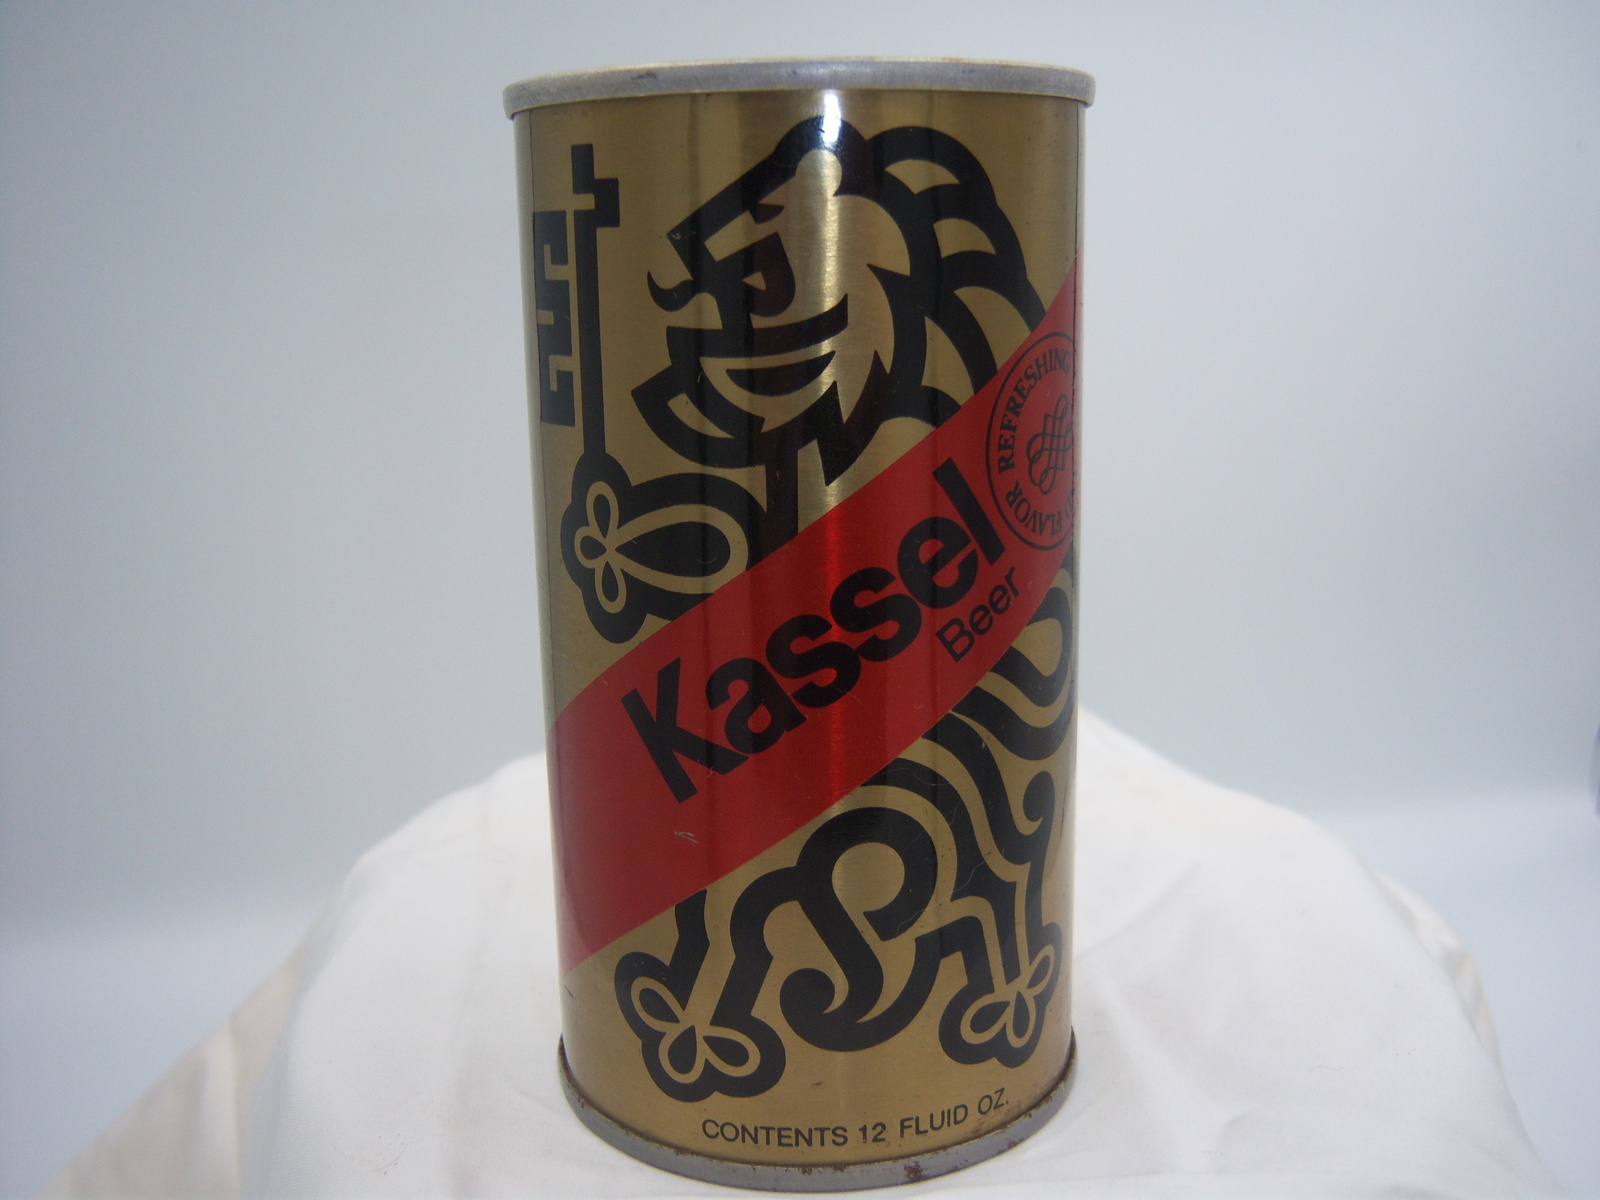 Kassel
Beer
REFRESHING
FLAVOR
CONTENTS 12 FLUID OZ.